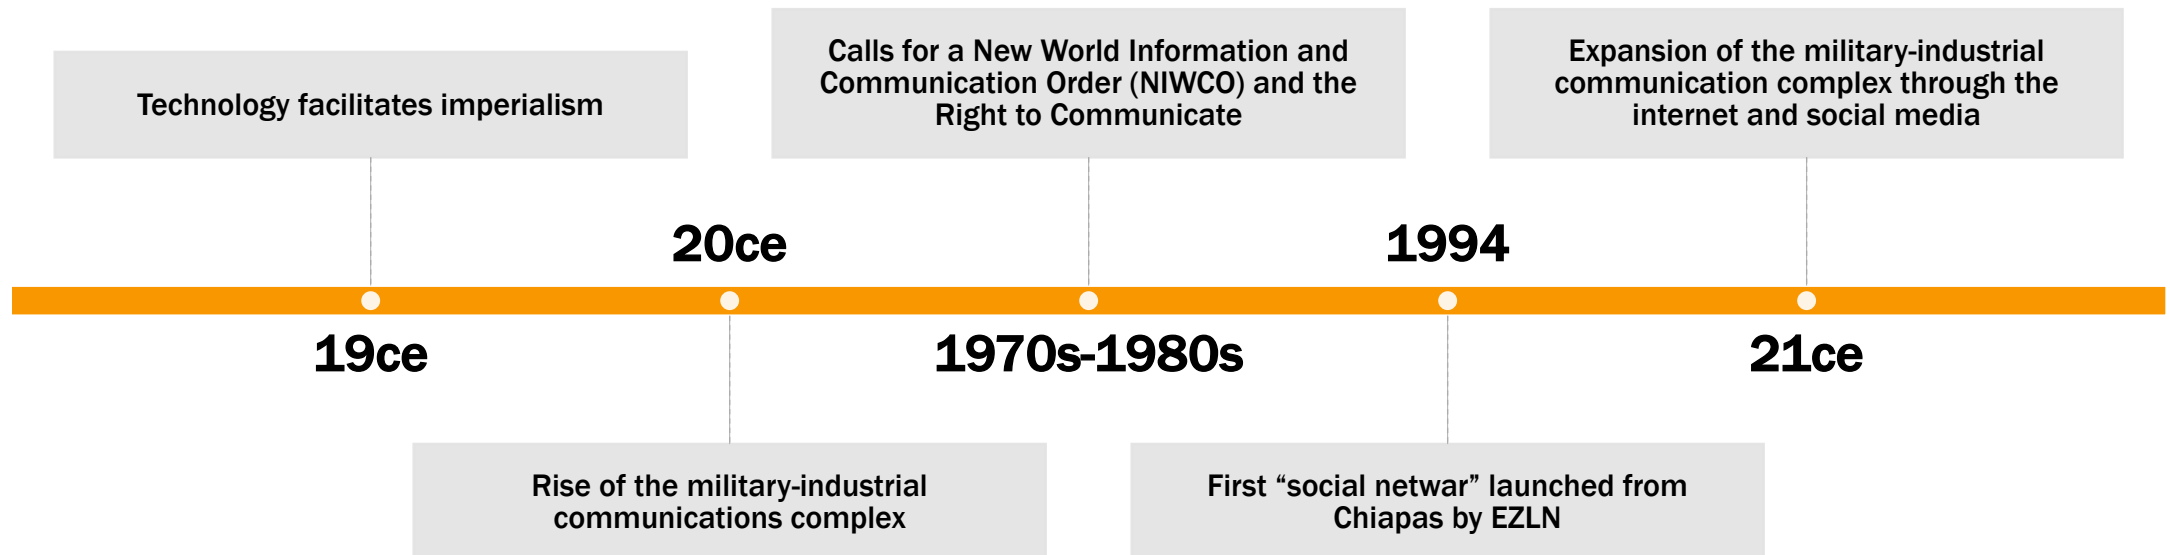 Technology facilitates imperialism
19ce
20ce
Rise of the military-industrial
communications complex
Calls for a New World Information and
Communication Order (NIWCO) and the
Right to Communicate
1970s-1980s
1994
First “social netwar” launched from
Chiapas by EZLN
Expansion of the military-industrial
communication complex through the
internet and social media
21ce